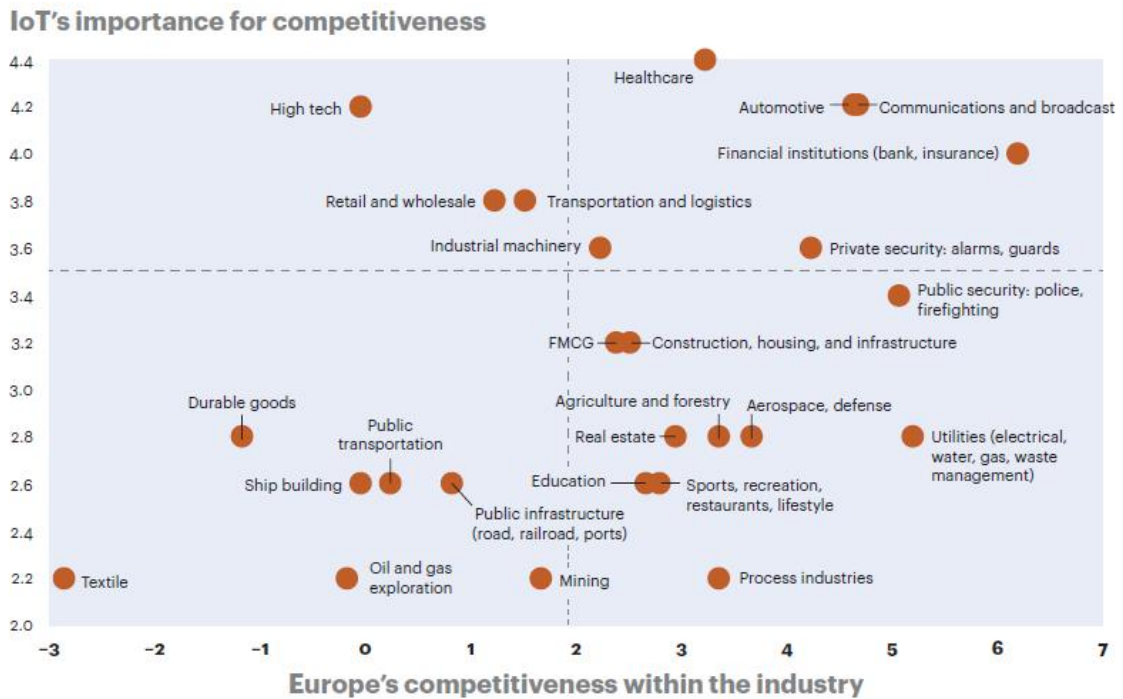 IoT's importance for competitiveness
4.4
Healthcare
4.2
High tech
Automotive
Communications and broadcast
4.0
Financial institutions (bank, insurance)
3.8
Retail and wholesale
Transportation and logistics
3.6
Industrial machinery
Private security: alarms, guards
3.4
Public security: police,
firefighting
3.2
FMCG
Construction, housing, and infrastructure
3.0
Durable goods
Agriculture and forestry
Aerospace, defense
2.8
Public
transportation
Real estate
Utilities (electrical,
water, gas, waste
management)
2.6
Ship building
Education
Sports, recreation,
restaurants, lifestyle
Public infrastructure
(road, railroad, ports)
2.4
2.2
Textile
Oil and gas
exploration
Mining
Process industries
2.0
–3 –2 –1 0 1 2 3 4 5 6 7
Europe's competitiveness within the industry